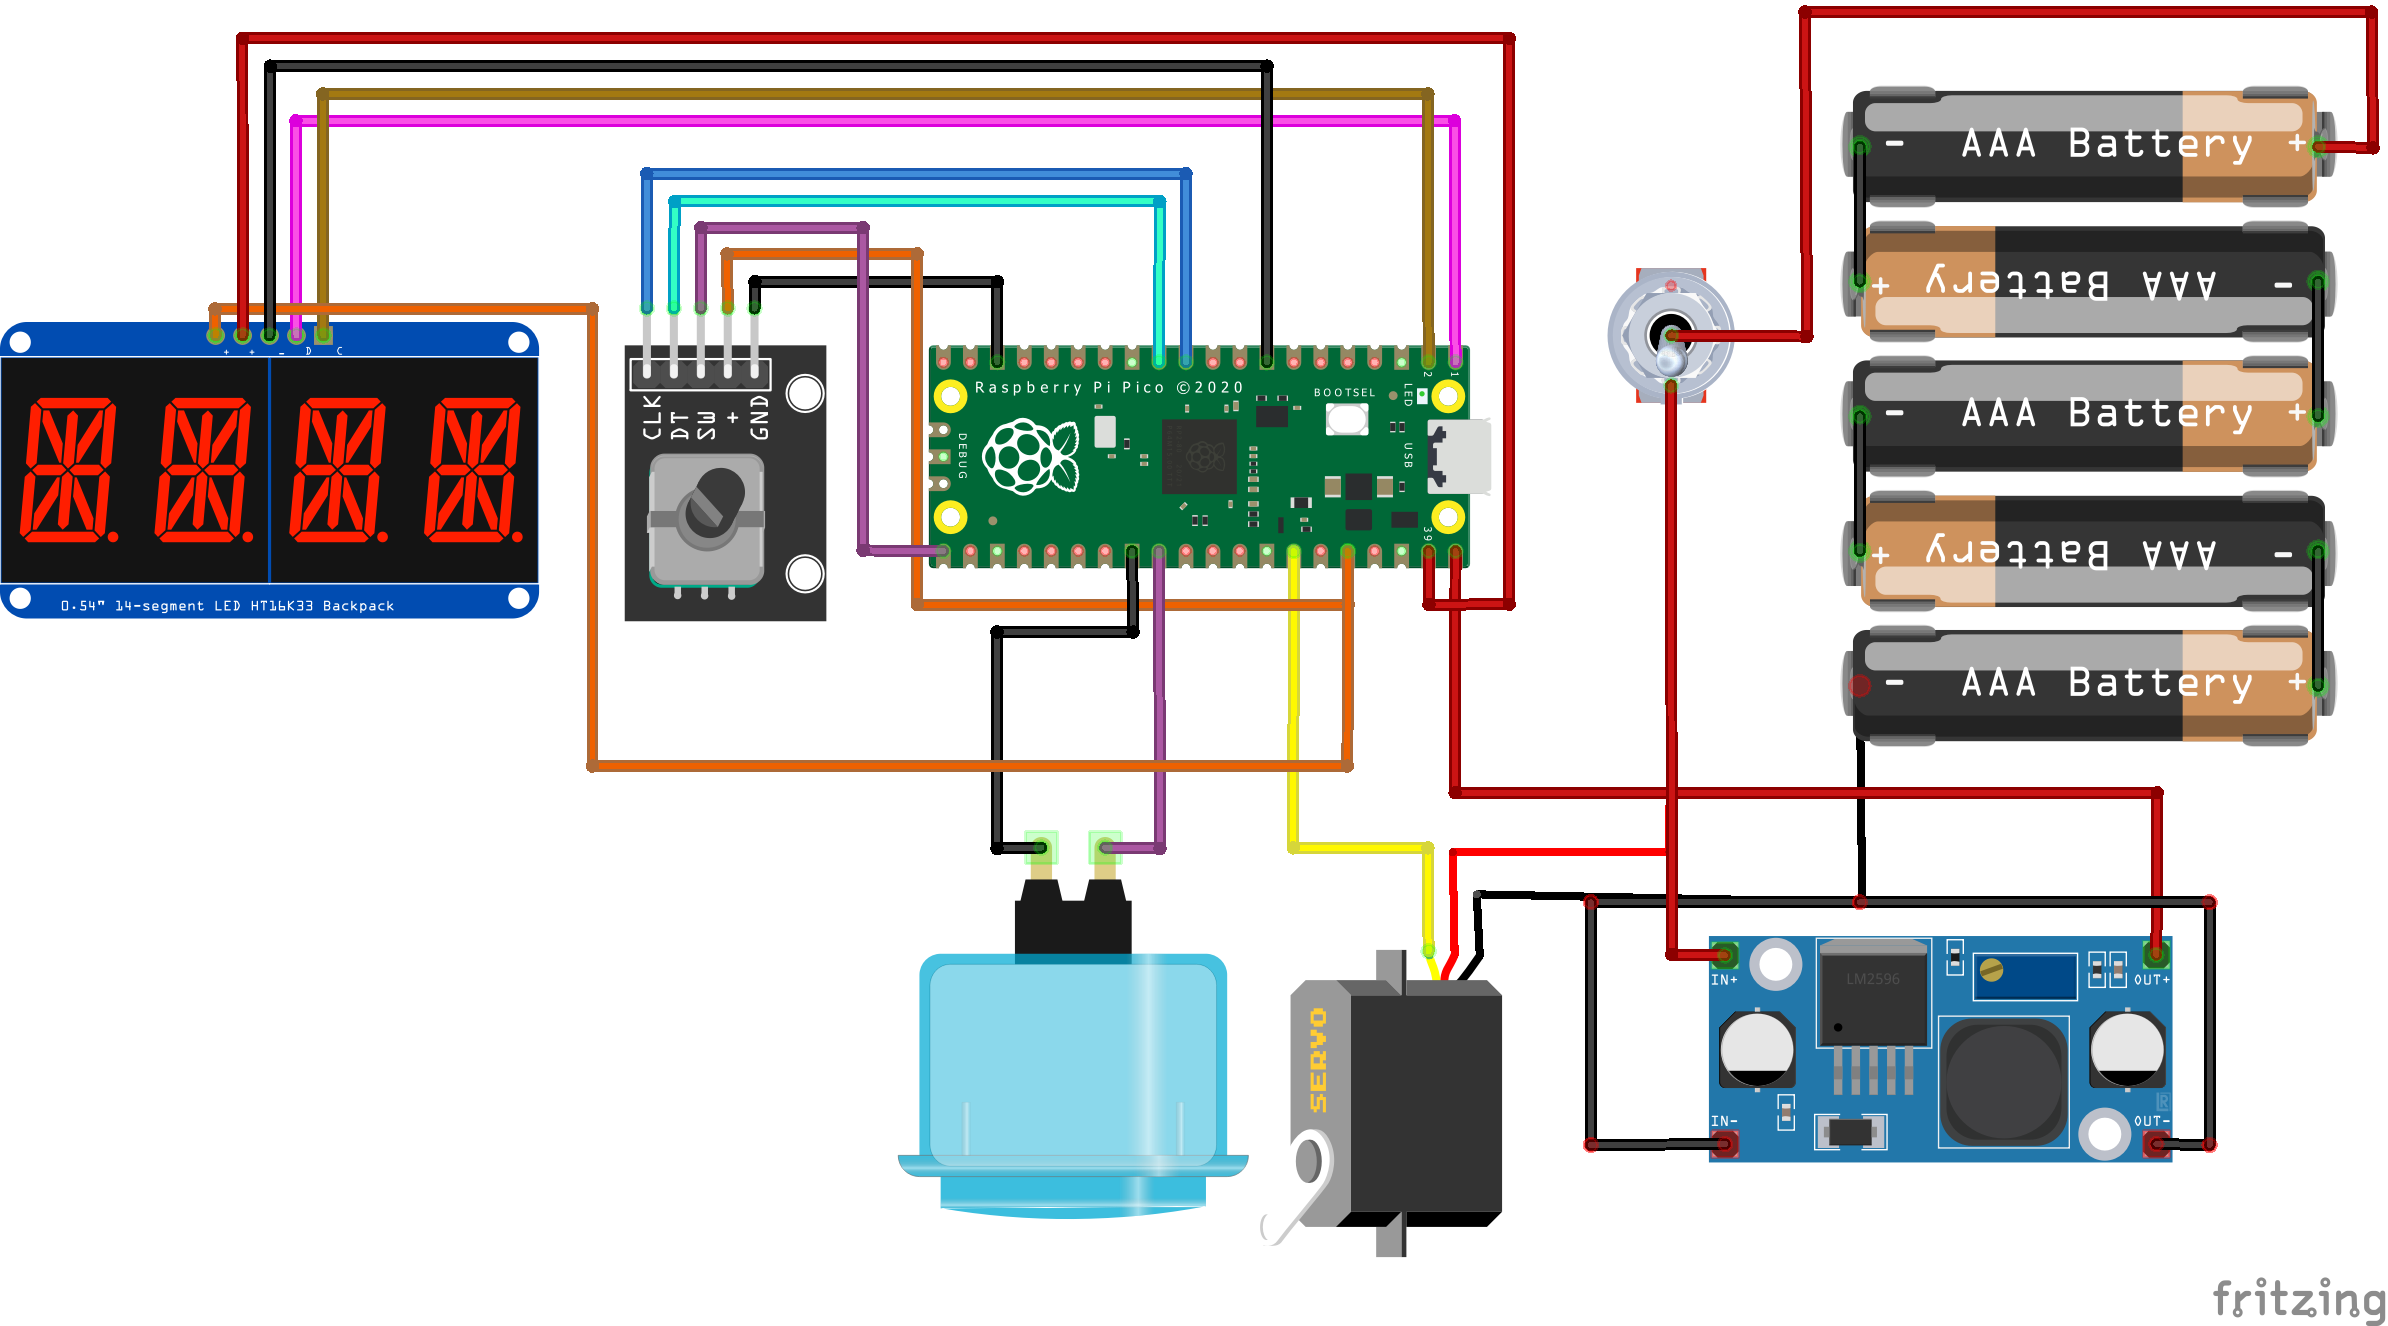 + + - D C
0.54" 14-segment LED HT16K33 Backpack
CLK
DT
SW
+
GND
Raspberry Pi Pico ©2020
BOOTSEL
LED
2
1
DEBUG
USB
39
- AAA Battery +
+ AAA Battery -
- AAA Battery +
+ AAA Battery -
- AAA Battery +
SERVO
LM2596
IN+
OUT+
IN-
OUT-
R
fritzing